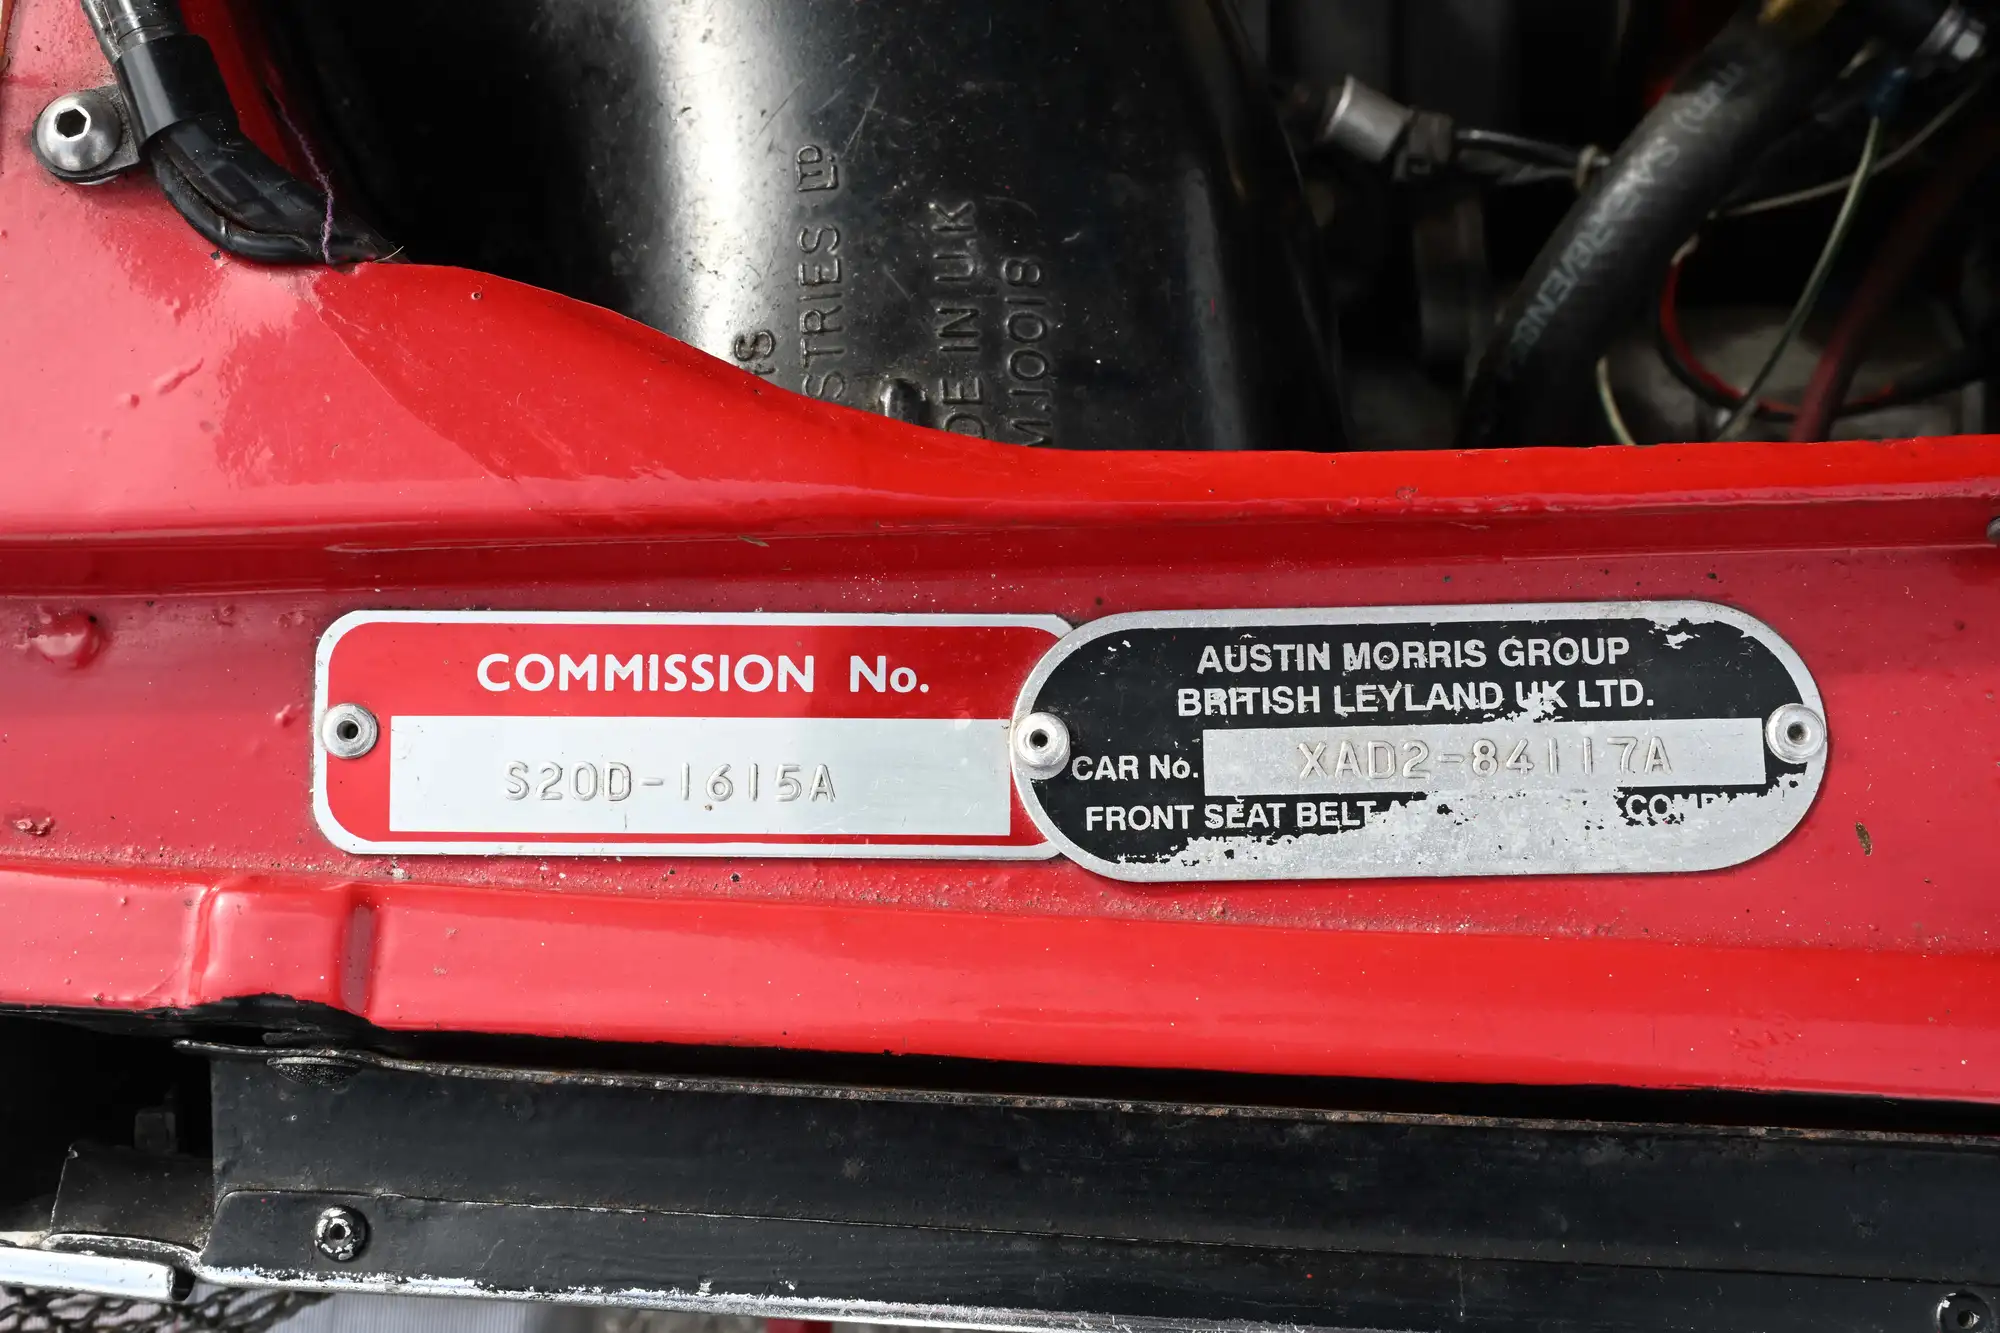 STRIES LTD.
DE IN U.K
MJ0018
COMMISSION No.
S20D-1615A
AUSTIN MORRIS GROUP
BRITISH LEYLAND UK LTD.
CAR No. XAD2-84117A
FRONT SEAT BELT